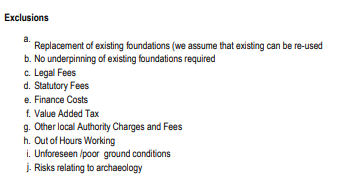 Exclusions
a. Replacement of existing foundations (we assume that existing can be re-used
b. No underpinning of existing foundations required
c. Legal Fees
d. Statutory Fees
e. Finance Costs
f. Value Added Tax
g. Other local Authority Charges and Fees
h. Out of Hours Working
i. Unforeseen /poor ground conditions
j. Risks relating to archaeology